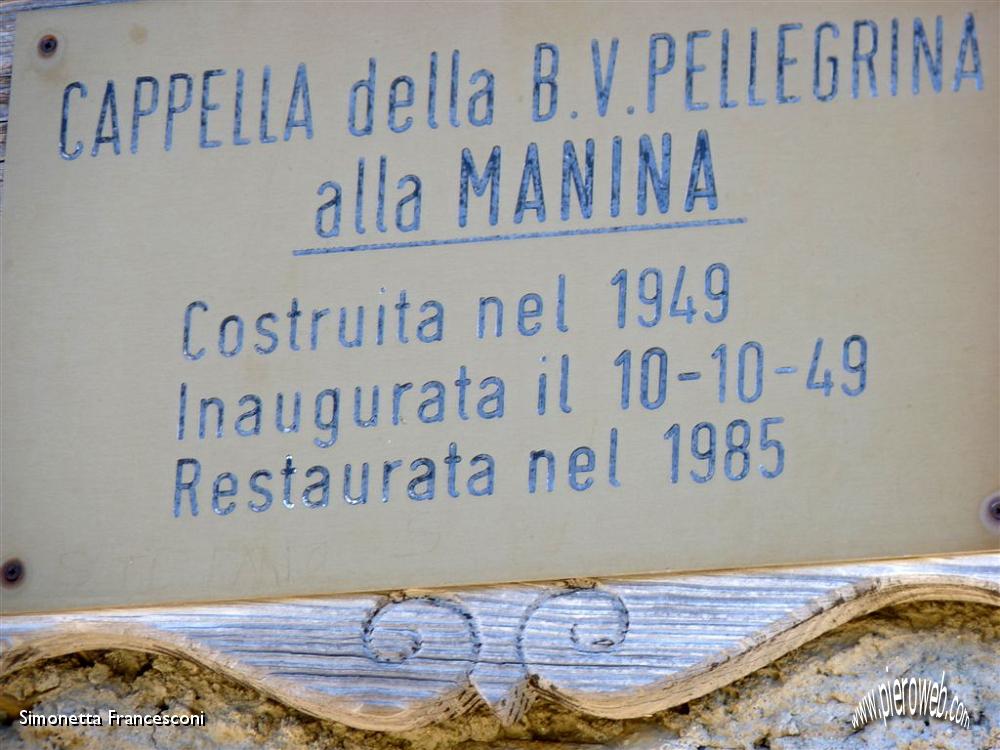 CAPPELLA della B.V.PELLEGRINA
alla MANINA
Costruita nel 1949
Inaugurata il 10-10-49
Restaurata nel 1985
Simonetta Francesconi
www.pieroweb.com